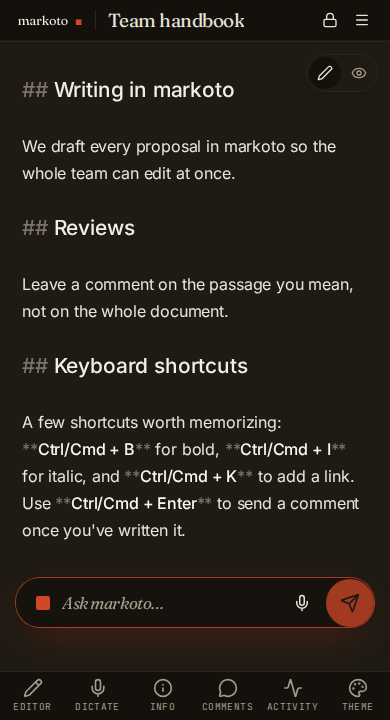 markoto
Team handbook
## Writing in markoto
We draft every proposal in markoto so the
whole team can edit at once.
## Reviews
Leave a comment on the passage you mean,
not on the whole document.
## Keyboard shortcuts
A few shortcuts worth memorizing:
**Ctrl/Cmd + B** for bold, **Ctrl/Cmd + I**
for italic, and **Ctrl/Cmd + K** to add a link.
Use **Ctrl/Cmd + Enter** to send a comment
once you've written it.
Ask markoto...
EDITOR DICTATE INFO COMMENTS ACTIVITY THEME